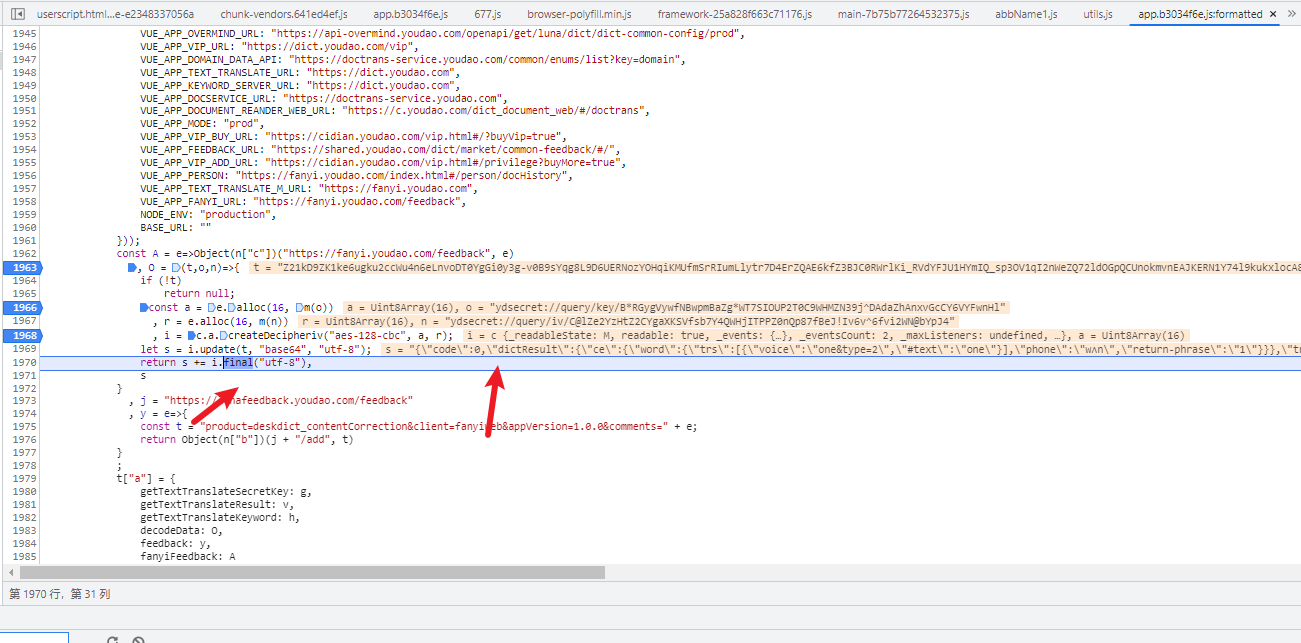 userscript.html…e-e2348337056a chunk-vendors.641ed4ef.js app.b3034f6e.js 677.js browser-polyfill.min.js framework-25a828f663c71176.js main-7b75b77264532375.js abbName1.js utils.js app.b3034f6e.js:formatted × »
1945 VUE_APP_OVERMIND_URL: "https://api-overmind.youdao.com/openapi/get/luna/dict/dict-common-config/prod",
1946 VUE_APP_VIP_URL: "https://dict.youdao.com/vip",
1947 VUE_APP_DOMAIN_DATA_API: "https://doctrans-service.youdao.com/common/enums/list?key=domain",
1948 VUE_APP_TEXT_TRANSLATE_URL: "https://dict.youdao.com",
1949 VUE_APP_KEYWORD_SERVER_URL: "https://dict.youdao.com",
1950 VUE_APP_DOCSERVICE_URL: "https://doctrans-service.youdao.com",
1951 VUE_APP_DOCUMENT_REANDER_WEB_URL: "https://c.youdao.com/dict_document_web/#/doctrans",
1952 VUE_APP_MODE: "prod",
1953 VUE_APP_VIP_BUY_URL: "https://cidian.youdao.com/vip.html#/?buyVip=true",
1954 VUE_APP_FEEDBACK_URL: "https://shared.youdao.com/dict/market/common-feedback/#/",
1955 VUE_APP_VIP_ADD_URL: "https://cidian.youdao.com/vip.html#/privilege?buyMore=true",
1956 VUE_APP_PERSON: "https://fanyi.youdao.com/index.html#/person/docHistory",
1957 VUE_APP_TEXT_TRANSLATE_M_URL: "https://fanyi.youdao.com",
1958 VUE_APP_FANYI_URL: "https://fanyi.youdao.com/feedback",
1959 NODE_ENV: "production",
1960 BASE_URL: ""
1961 }));
1962 const A = e=>Object(n["c"])("https://fanyi.youdao.com/feedback", e)
1963 , O = (t,o,n)=>{ t =
1964 if (!t)
1965 return null;
1966 const a = e.alloc(16, m(o)) a = Uint8Array(16), o = "ydsecret://query/key/B*RGygVywfNBwpmBaZg*WT7SIOUP2T0C9WHMZN39j^DAdaZhAnxvGcCY6VYFwnHl"
1967 , r = e.alloc(16, m(n)) r = Uint8Array(16), n = "ydsecret://query/iv/C@lZe2YzHtZ2CYgaXKSVfsb7Y4QWHjITPPZ0nQp87fBeJ!Iv6v^6fvi2WN@bYpJ4"
1968 , i = c.a.createDecipheriv("aes-128-cbc", a, r); i = c {_readableState: M, readable: true, _events: {…}, _eventsCount: 2, _maxListeners: undefined, …}, a = Uint8Array(16)
1969 let s = i.update(t, "base64", "utf-8"); s = "{\"code\":0,\"dictResult\":{\"ce\":{\"word\":{\"trs\":[{\"voice\":\"one&type=2\",\"#text\":\"one\"}],\"phone\":\"wʌn\",\"return-phrase\":\"1\"}}},\"t
1970 return s += i.final("utf-8"),
1971 s
1972 }
1973 , j = "https:// feedback.youdao.com/feedback"
1974 , y = e=>{
1975 const t = "product=deskdict_contentCorrection&client=fanyiweb&appVersion=1.0.0&comments=" + e;
1976 return Object(n["b"])(j + "/add", t)
1977 }
1978 ;
1979 t["a"] = {
1980 getTextTranslateSecretKey: g,
1981 getTextTranslateResult: v,
1982 getTextTranslateKeyword: h,
1983 decodeData: O,
1984 feedback: y,
1985 fanyiFeedback: A
第 1970 行，第 31 列